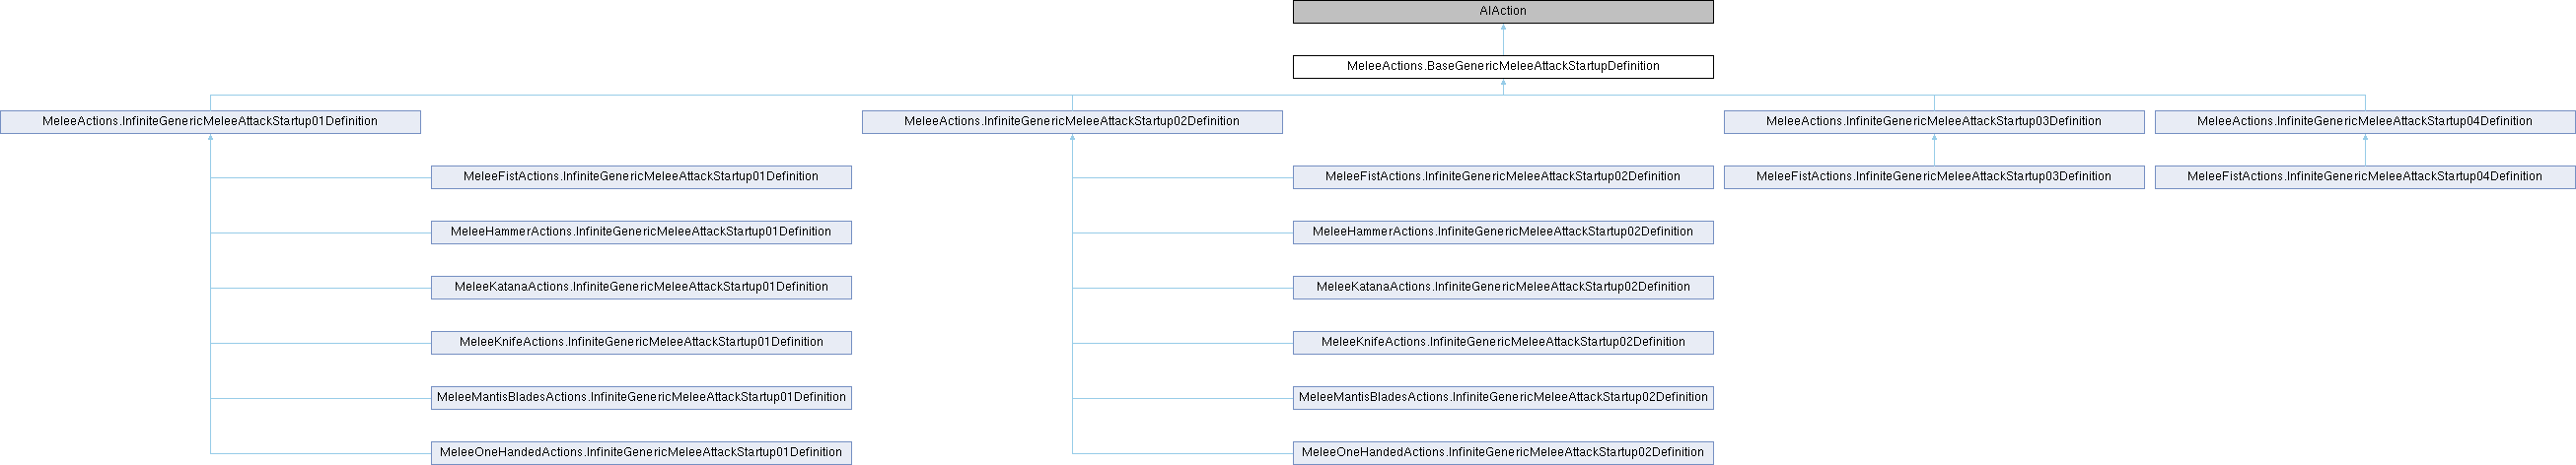 AIAction
MeleeActions.BaseGenericMeleeAttackStartupDefinition
MeleeActions.InfiniteGenericMeleeAttackStartup01Definition
MeleeActions.InfiniteGenericMeleeAttackStartup02Definition
MeleeActions.InfiniteGenericMeleeAttackStartup03Definition
MeleeActions.InfiniteGenericMeleeAttackStartup04Definition
MeleeFistActions.InfiniteGenericMeleeAttackStartup01Definition
MeleeFistActions.InfiniteGenericMeleeAttackStartup02Definition
MeleeFistActions.InfiniteGenericMeleeAttackStartup03Definition
MeleeFistActions.InfiniteGenericMeleeAttackStartup04Definition
MeleeHammerActions.InfiniteGenericMeleeAttackStartup01Definition
MeleeHammerActions.InfiniteGenericMeleeAttackStartup02Definition
MeleeKatanaActions.InfiniteGenericMeleeAttackStartup01Definition
MeleeKatanaActions.InfiniteGenericMeleeAttackStartup02Definition
MeleeKnifeActions.InfiniteGenericMeleeAttackStartup01Definition
MeleeKnifeActions.InfiniteGenericMeleeAttackStartup02Definition
MeleeMantisBladesActions.InfiniteGenericMeleeAttackStartup01Definition
MeleeMantisBladesActions.InfiniteGenericMeleeAttackStartup02Definition
MeleeOneHandedActions.InfiniteGenericMeleeAttackStartup01Definition
MeleeOneHandedActions.InfiniteGenericMeleeAttackStartup02Definition